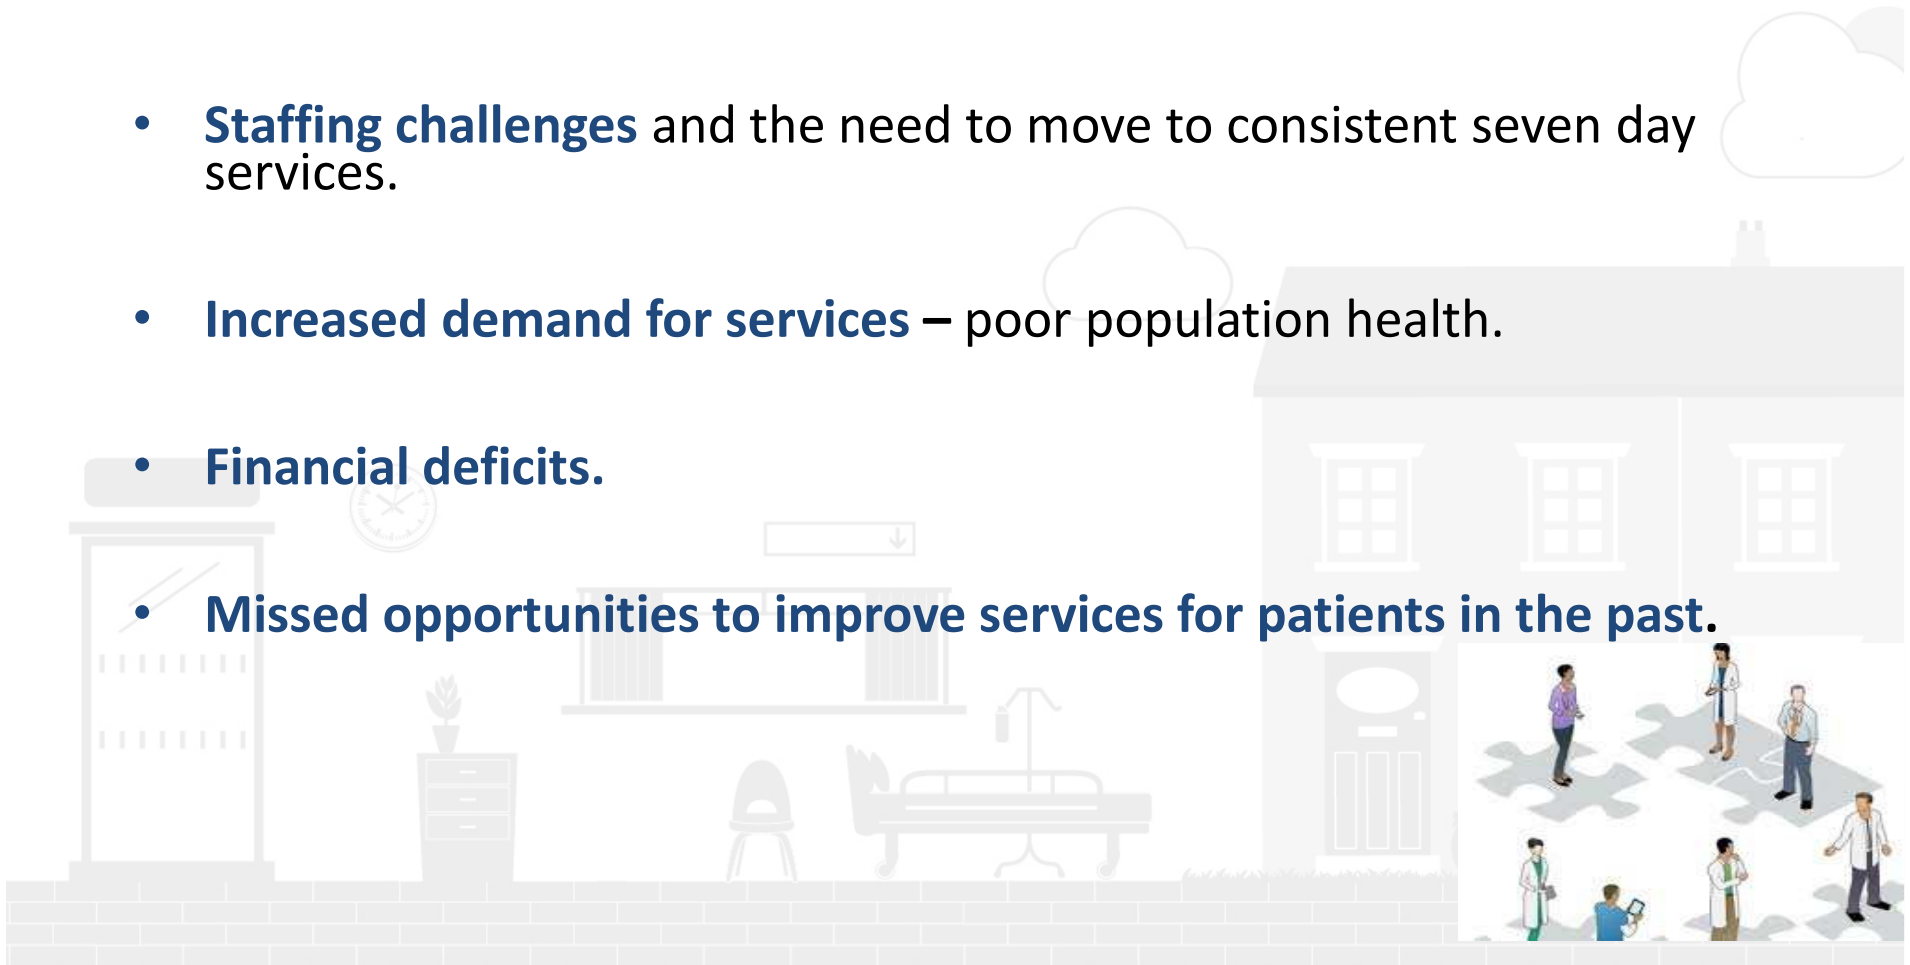 • Staffing challenges and the need to move to consistent seven day
services.
• Increased demand for services – poor population health.
• Financial deficits.
• Missed opportunities to improve services for patients in the past.